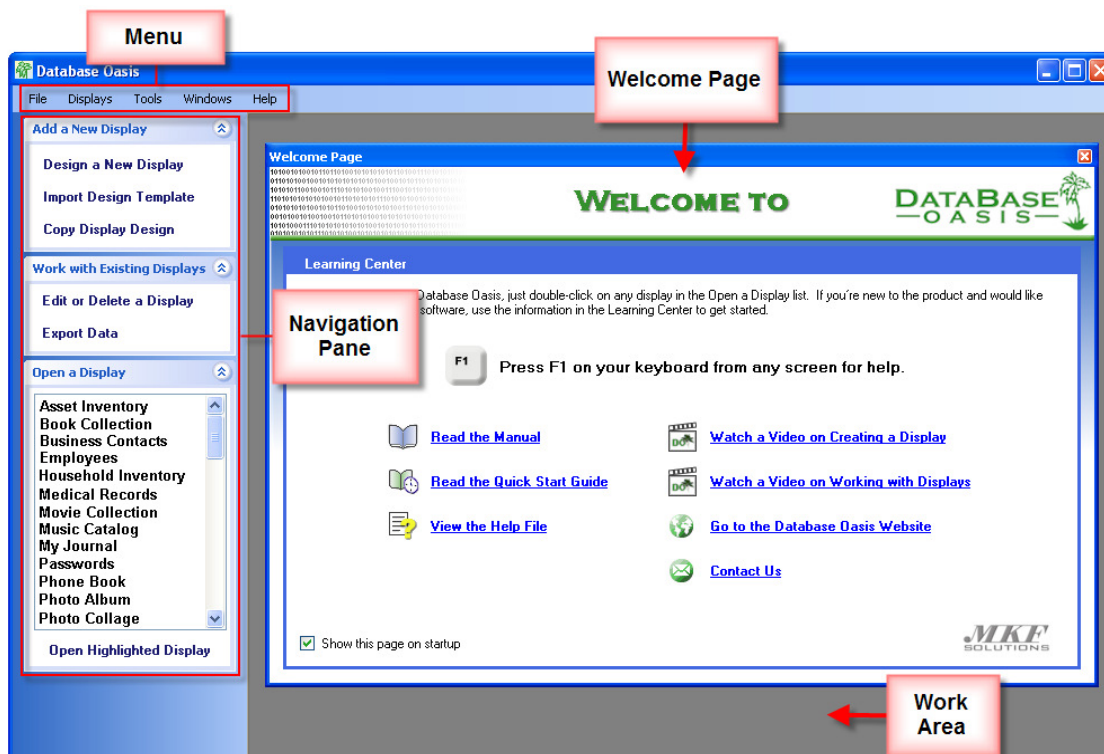 Menu
Database Oasis
Welcome Page
File Displays Tools Windows Help
Add a New Display
Design a New Display
Import Design Template
Copy Display Design
Work with Existing Displays
Edit or Delete a Display
Export Data
Navigation
Pane
Open a Display
Asset Inventory
Book Collection
Business Contacts
Employees
Household Inventory
Medical Records
Movie Collection
Music Catalog
My Journal
Passwords
Phone Book
Photo Album
Photo Collage
Open Highlighted Display
Welcome Page
WELCOME TO
DATABASE
OASIS
Learning Center
Database Oasis, just double-click on any display in the Open a Display list. If you're new to the product and would like
software, use the information in the Learning Center to get started.
F1
Press F1 on your keyboard from any screen for help.
Read the Manual
Watch a Video on Creating a Display
Read the Quick Start Guide
Watch a Video on Working with Displays
View the Help File
Go to the Database Oasis Website
Contact Us
Show this page on startup
MKF
SOLUTIONS
Work
Area